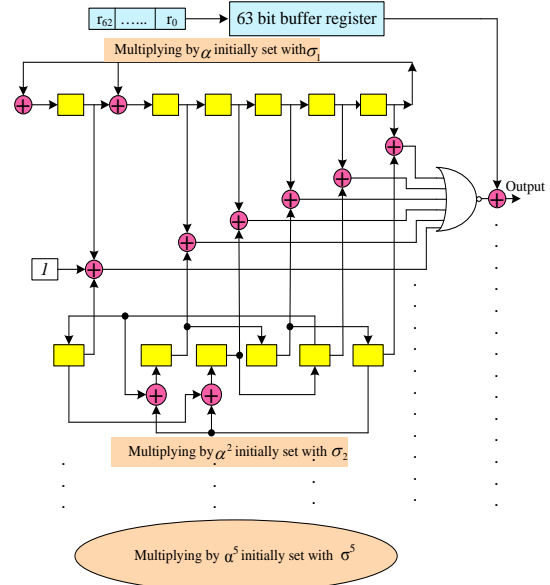 r62 ...... r0 63 bit buffer register
Multiplying by α initially set with σ1
+ +
+
+
+
+
+
+ Output
1 +
+ +
Multiplying by α² initially set with σ2
Multiplying by α⁵ initially set with σ⁵